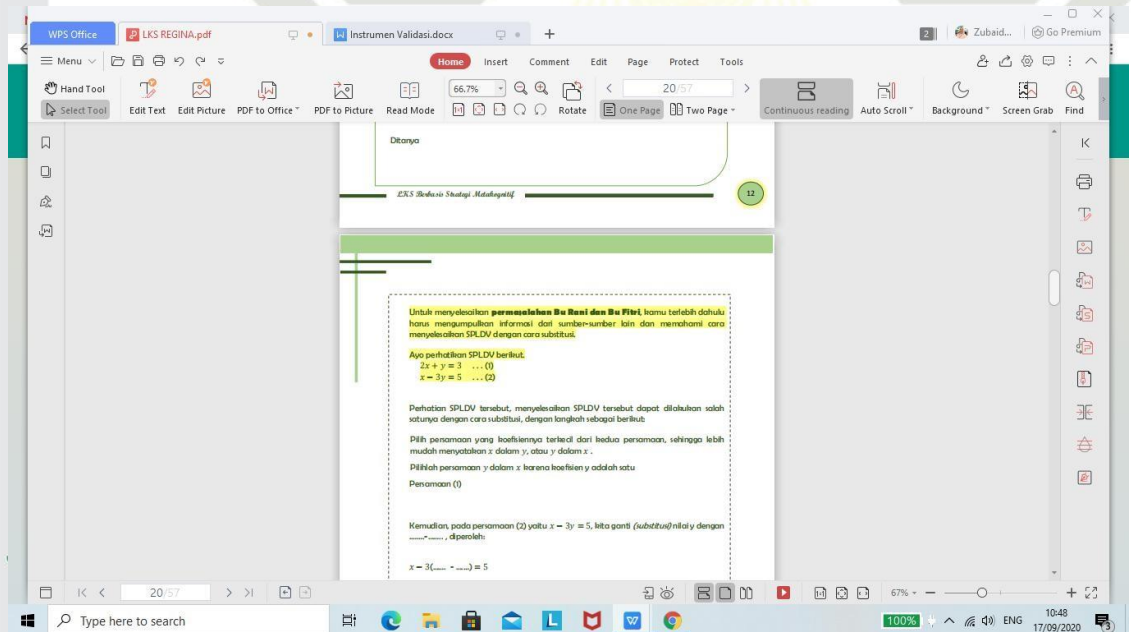 WPS Office
LKS REGINA.pdf
Instrumen Validasi.docx
2
Zubaid...
Go Premium
Menu
Home
Insert
Comment
Edit
Page
Protect
Tools
Hand Tool
Select Tool
Edit Text
Edit Picture
PDF to Office
PDF to Picture
Read Mode
66.7%
Rotate
20/57
One Page
Two Page
Continuous reading
Auto Scroll
Background
Screen Grab
Find
Ditanya
LKS Berbasis Strategi Metakognitif
12
Untuk menyelesaikan permasalahan Bu Rani dan Bu Fitri, kamu terlebih dahulu
harus mengumpulkan informasi dari sumber-sumber lain dan memahami cara
menyelesaikan SPLDV dengan cara substitusi.
Ayo perhatikan SPLDV berikut.
2x + y = 3 ... (1)
x − 3y = 5 ... (2)
Perhatian SPLDV tersebut, menyelesaikan SPLDV tersebut dapat dilakukan salah
satunya dengan cara substitusi, dengan langkah sebagai berikut:
Pilih persamaan yang koefisiennya terkecil dari kedua persamaan, sehingga lebih
mudah menyatakan x dalam y, atau y dalam x .
Pilihlah persamaan y dalam x karena koefisien y adalah satu
Persamaan (1)
Kemudian, pada persamaan (2) yaitu x − 3y = 5, kita ganti (substitusi) nilai y dengan
.......-....... , diperoleh:
x − 3(...... - ......) = 5
20/57
67%
Type here to search
100%
ENG
10:48
17/09/2020
3